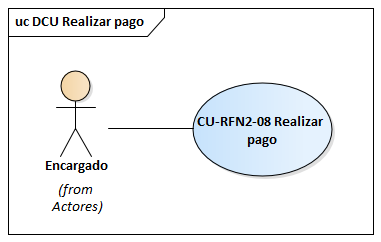 uc DCU Realizar pago
CU-RFN2-08 Realizar
pago
Encargado
(from
Actores)